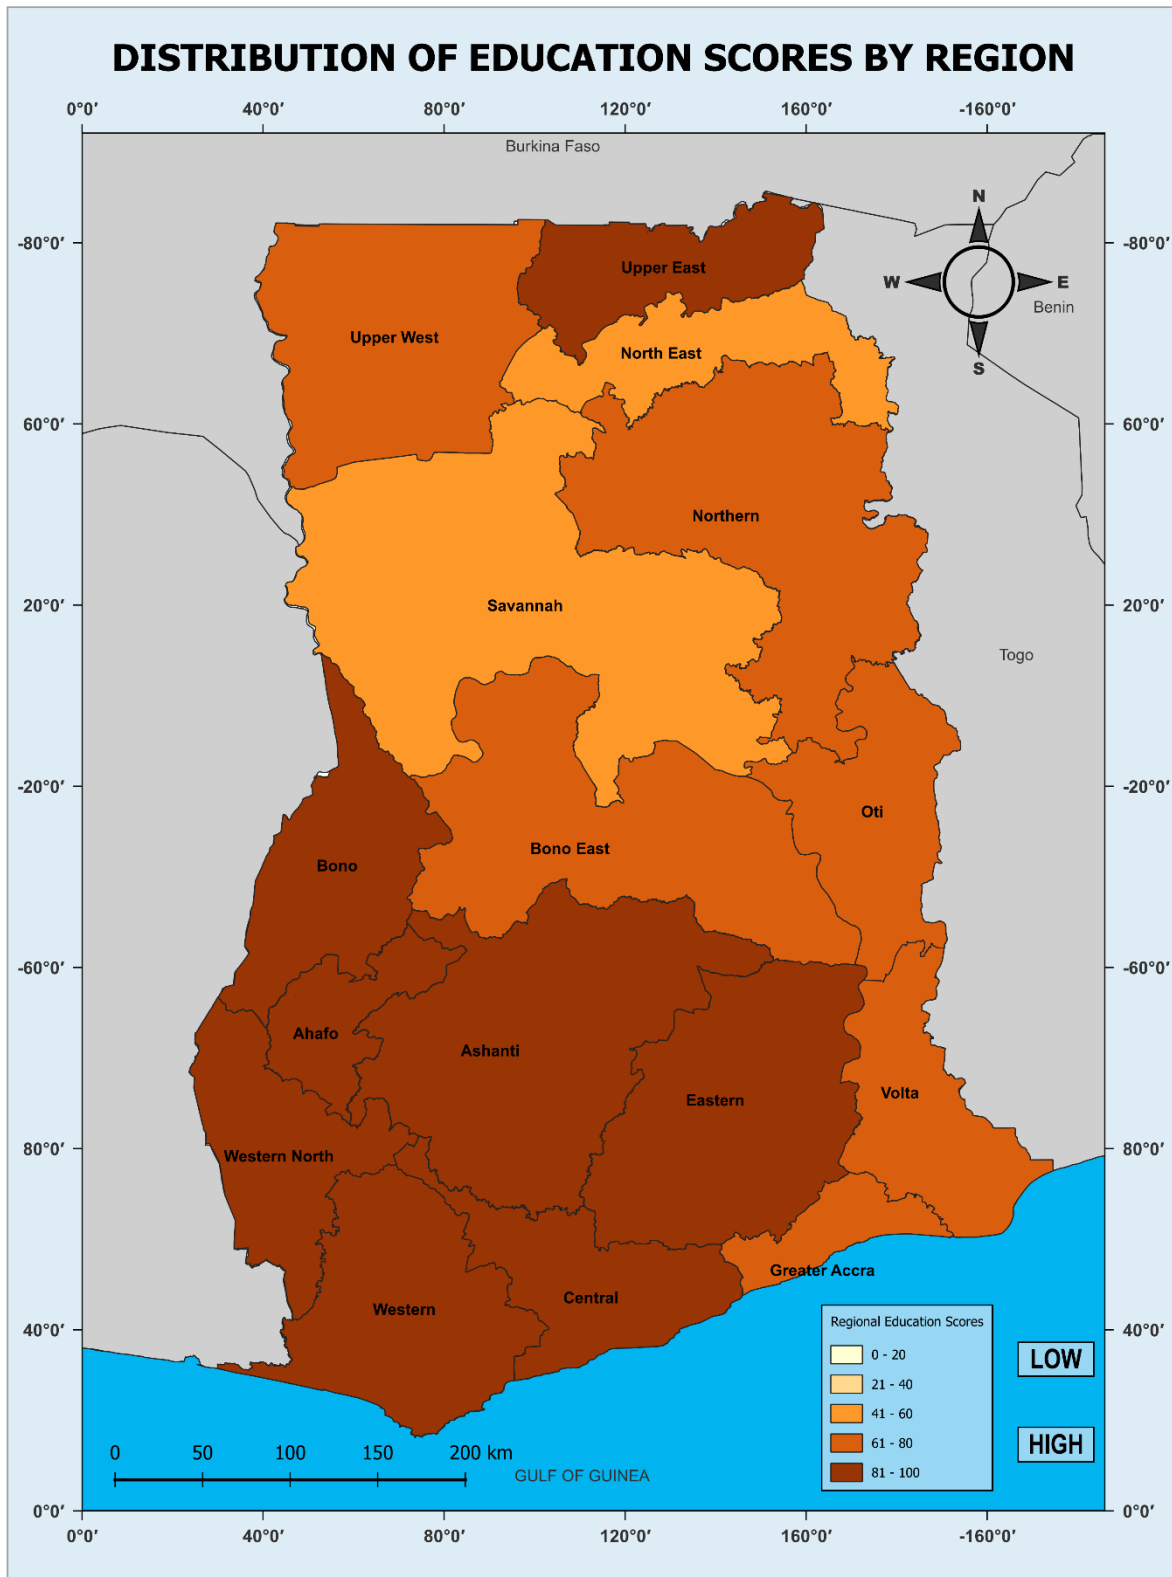 DISTRIBUTION OF EDUCATION SCORES BY REGION
0°0′ 40°0′ 80°0′ 120°0′ 160°0′ -160°0′
Burkina Faso
N
-80°0′ -80°0′
Upper East
W E
Benin
Upper West
North East
S
60°0′ 60°0′
Northern
20°0′ Savannah 20°0′
Togo
-20°0′ -20°0′
Oti
Bono East
Bono
-60°0′ -60°0′
Ahafo
Ashanti
Volta
Eastern
80°0′ 80°0′
Western North
Greater Accra
Central
Western
Regional Education Scores
40°0′ 40°0′
0 - 20
LOW
21 - 40
41 - 60
61 - 80
HIGH
81 - 100
0 50 100 150 200 km
GULF OF GUINEA
0°0′ 0°0′
0°0′ 40°0′ 80°0′ 120°0′ 160°0′ -160°0′